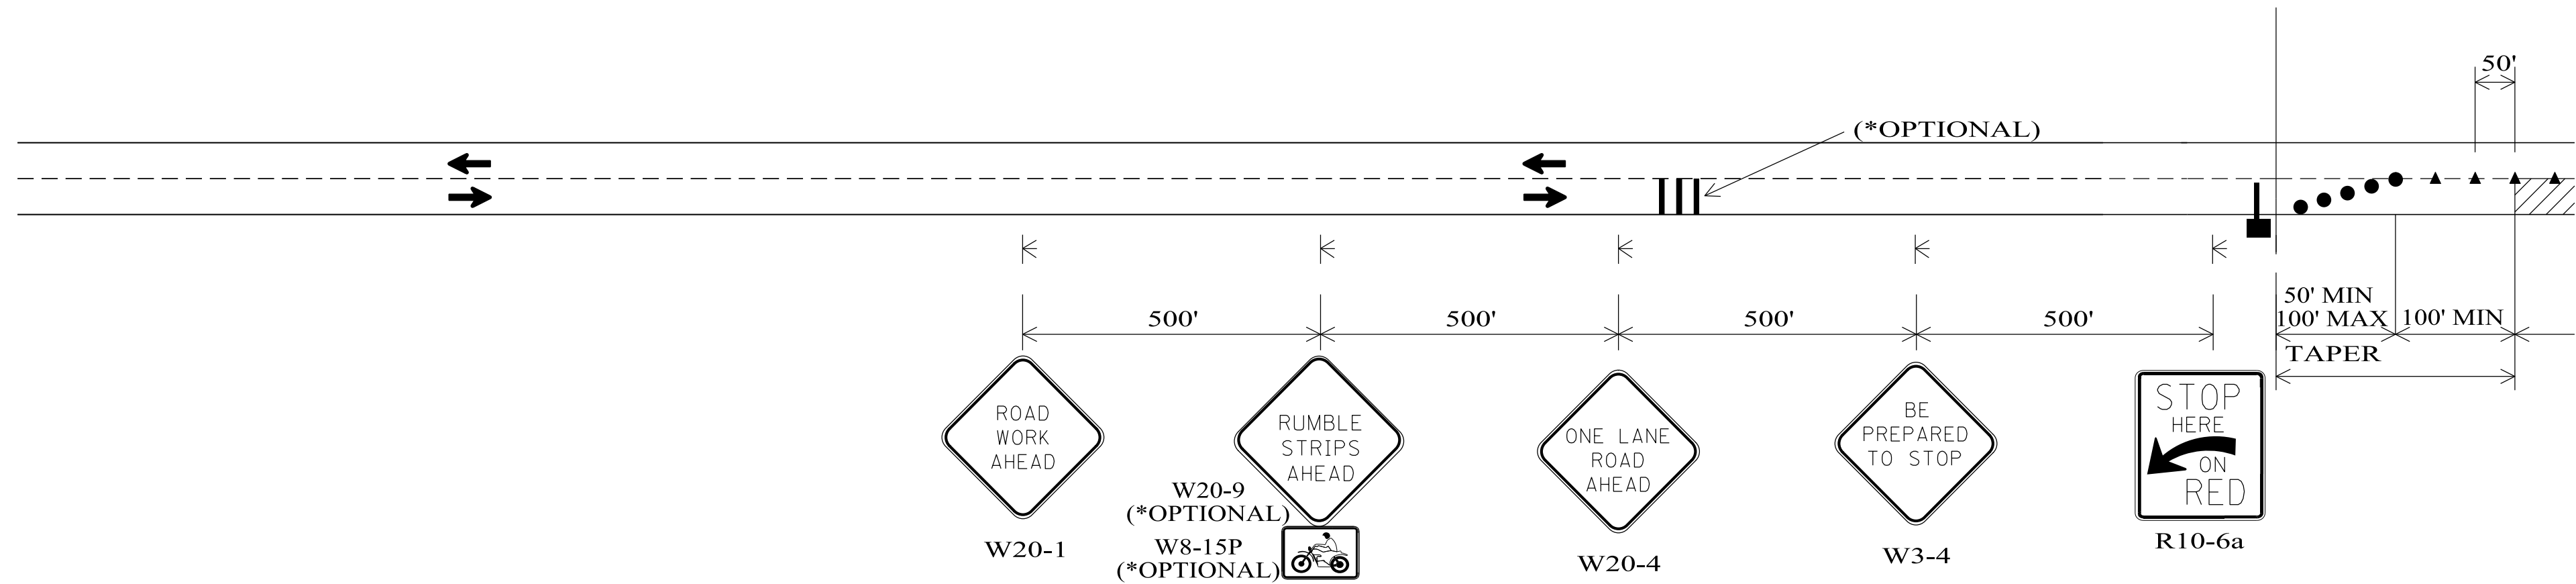 50'
(*OPTIONAL)
500'
500'
500'
500'
50' MIN
100' MAX
100' MIN
TAPER
ROAD
WORK
AHEAD
W20-1
RUMBLE
STRIPS
AHEAD
W20-9
(*OPTIONAL)
W8-15P
(*OPTIONAL)
ONE LANE
ROAD
AHEAD
W20-4
BE
PREPARED
TO STOP
W3-4
STOP
HERE
ON
RED
R10-6a